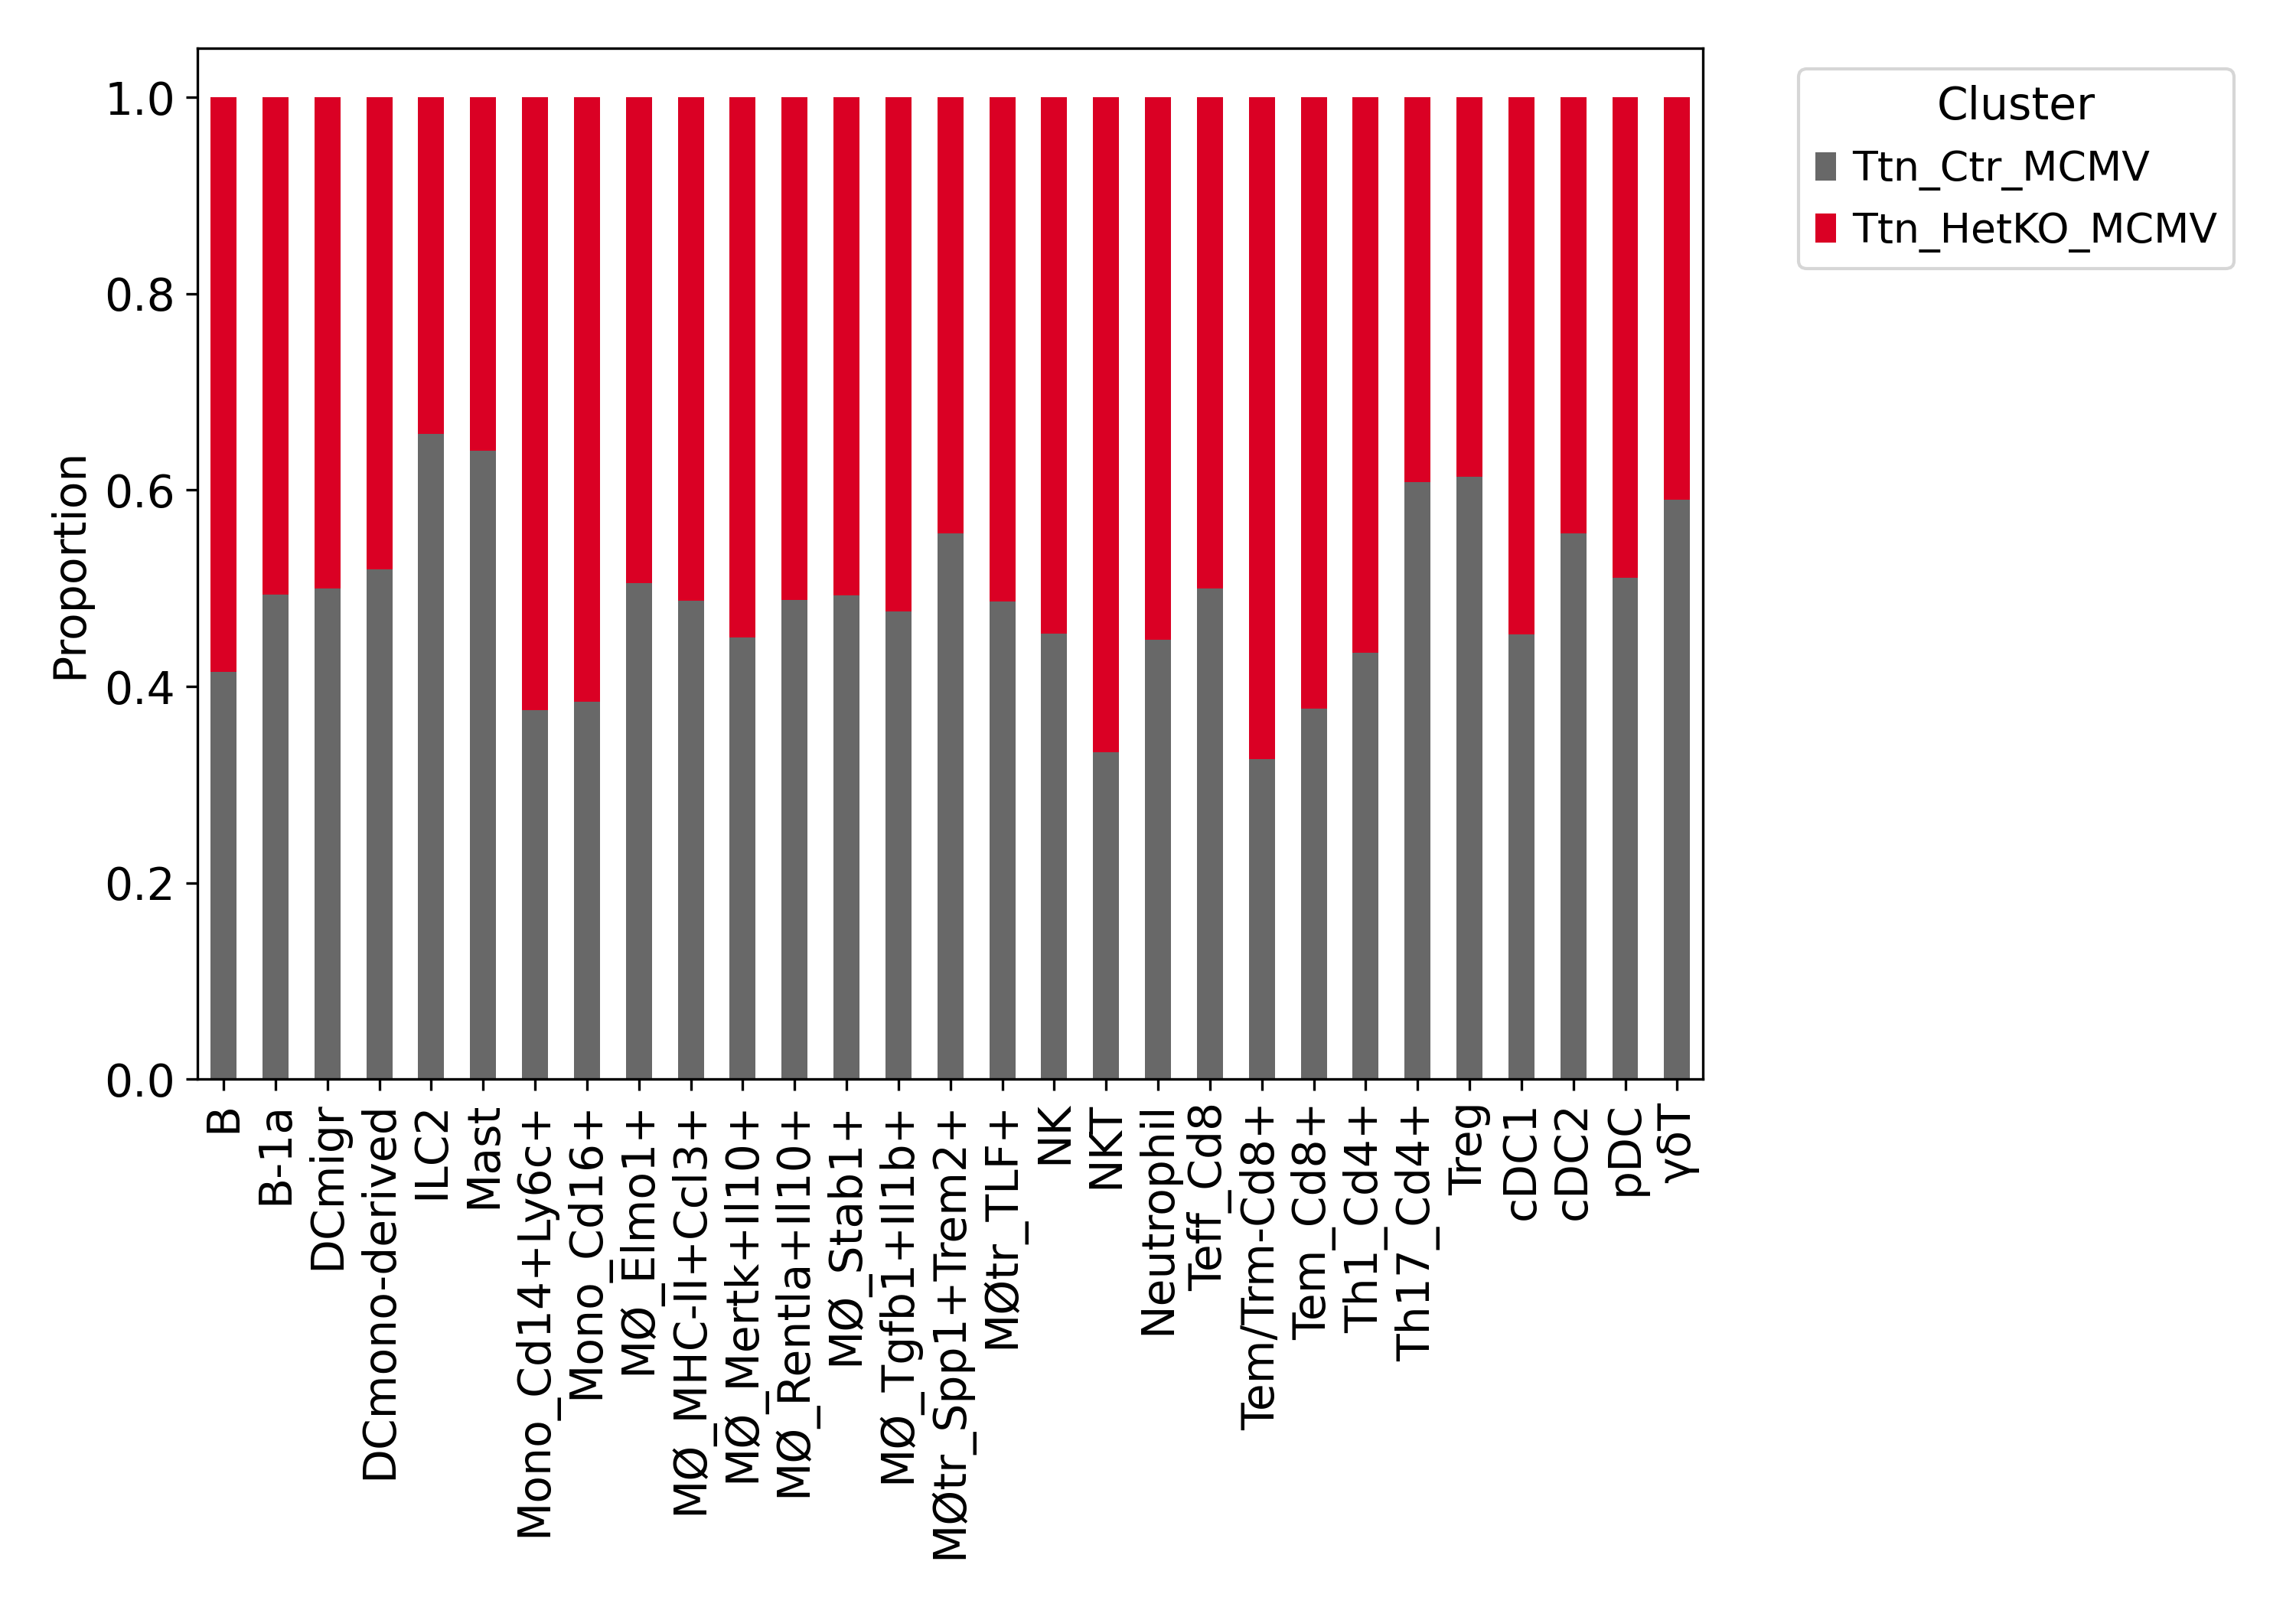 Proportion
1.0
0.8
0.6
0.4
0.2
0.0
B
B-1a
DCmigr
DCmono-derived
ILC2
Mast
Mono_Cd14+Ly6c+
Mono_Cd16+
MØ_Elmo1+
MØ_MHC-II+Ccl3+
MØ_Mertk+Il10+
MØ_Rentla+Il10+
MØ_Stab1+
MØ_Tgfb1+Il1b+
MØtr_Spp1+Trem2+
MØtr_TLF+
NK
NKT
Neutrophil
Teff_Cd8
Tem/Trm-Cd8+
Tem_Cd8+
Th1_Cd4+
Th17_Cd4+
Treg
cDC1
cDC2
pDC
γδT
Cluster
Ttn_Ctr_MCMV
Ttn_HetKO_MCMV